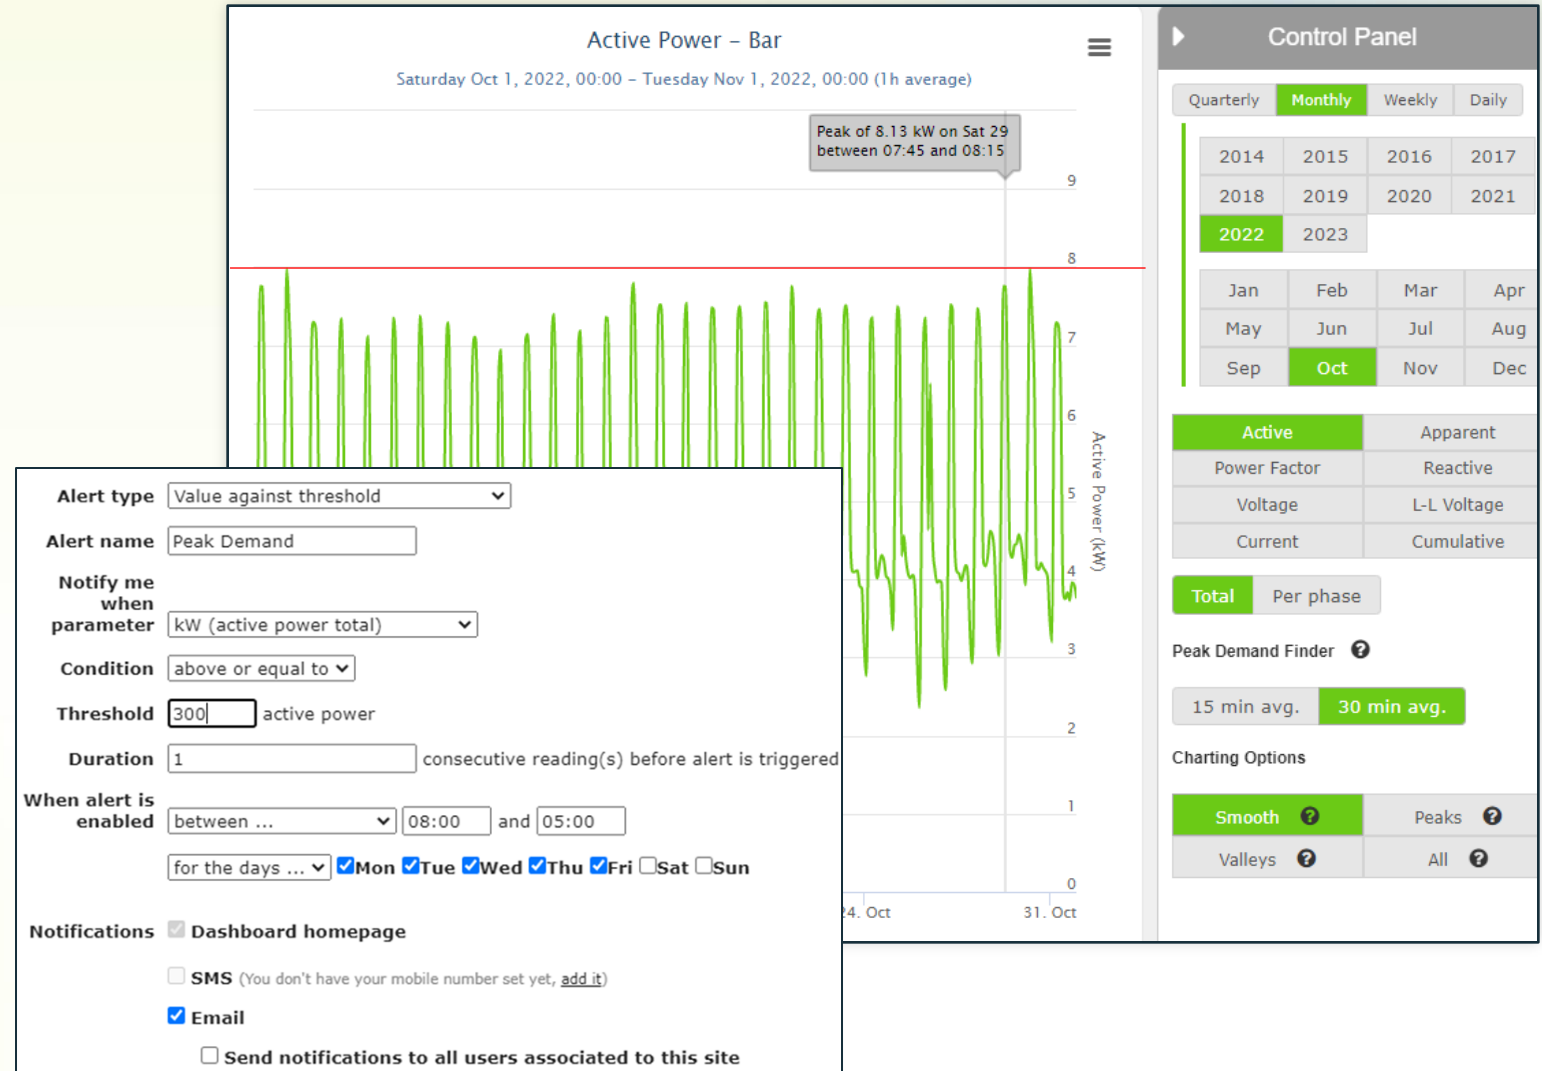 Active Power – Bar
Saturday Oct 1, 2022, 00:00 – Tuesday Nov 1, 2022, 00:00 (1h average)
Peak of 8.13 kW on Sat 29
between 07:45 and 08:15
9
8
7
6
5
4
3
2
1
0
Active Power (kW)
24. Oct
31. Oct
Control Panel
Quarterly Monthly Weekly Daily
2014 2015 2016 2017
2018 2019 2020 2021
2022 2023
Jan Feb Mar Apr
May Jun Jul Aug
Sep Oct Nov Dec
Active Apparent
Power Factor Reactive
Voltage L-L Voltage
Current Cumulative
Total Per phase
Peak Demand Finder ?
15 min avg. 30 min avg.
Charting Options
Smooth ? Peaks ?
Valleys ? All ?
Alert type Value against threshold
Alert name Peak Demand
Notify me
when
parameter kW (active power total)
Condition above or equal to
Threshold 300 active power
Duration 1 consecutive reading(s) before alert is triggered
When alert is
enabled between ... 08:00 and 05:00
for the days ... Mon Tue Wed Thu Fri Sat Sun
Notifications Dashboard homepage
SMS (You don't have your mobile number set yet, add it)
Email
Send notifications to all users associated to this site